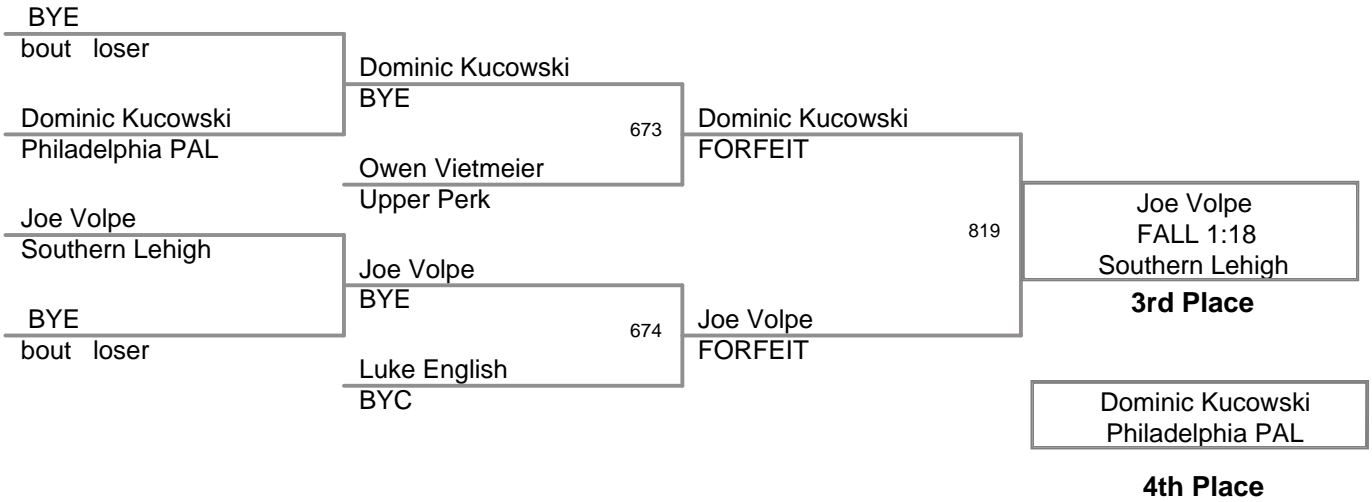 BYE
bout loser
Dominic Kucowski
BYE
Dominic Kucowski
Philadelphia PAL
673
Dominic Kucowski
FORFEIT
Owen Vietmeier
Upper Perk
Joe Volpe
Southern Lehigh
819
Joe Volpe
FALL 1:18
Southern Lehigh
3rd Place
Joe Volpe
BYE
BYE
bout loser
674
Joe Volpe
FORFEIT
Luke English
BYC
Dominic Kucowski
Philadelphia PAL
4th Place